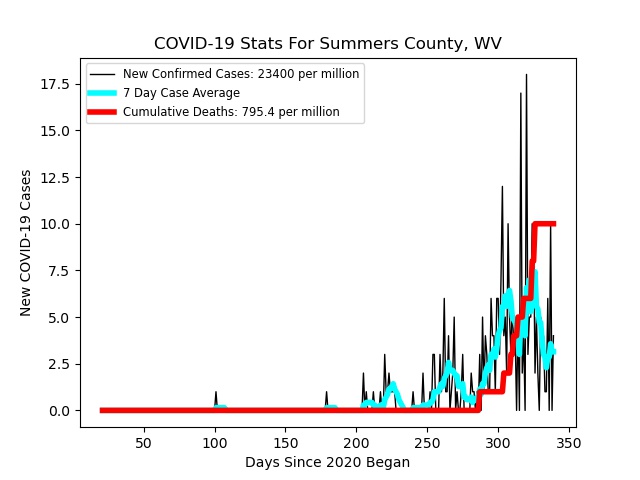 COVID-19 Stats For Summers County, WV
New Confirmed Cases: 23400 per million
7 Day Case Average
Cumulative Deaths: 795.4 per million
New COVID-19 Cases
17.5
15.0
12.5
10.0
7.5
5.0
2.5
0.0
50 100 150 200 250 300 350
Days Since 2020 Began